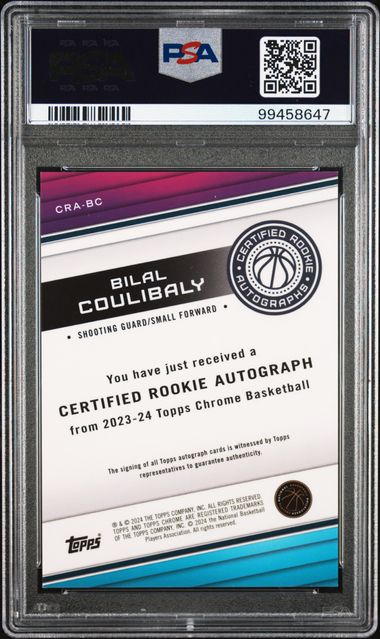 PSA
99458647
CRA-BC
CERTIFIED ROOKIE
AUTOGRAPHS
BILAL
COULIBALY
• SHOOTING GUARD/SMALL FORWARD •
You have just received a
CERTIFIED ROOKIE AUTOGRAPH
from 2023-24 Topps Chrome Basketball
The signing of all Topps autograph cards is witnessed by Topps
representatives to guarantee authenticity.
® & © 2024 THE TOPPS COMPANY, INC. ALL RIGHTS RESERVED.
TOPPS AND TOPPS CHROME ARE REGISTERED TRADEMARKS
OF THE TOPPS COMPANY, INC. © 2024 the National Basketball
Players Association. All Rights Reserved.
Topps